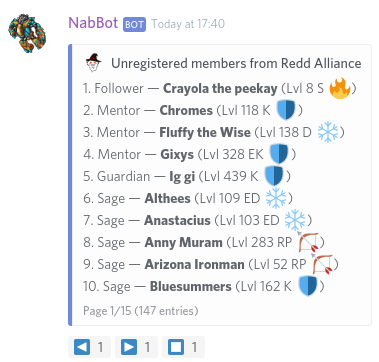 NabBot BOT Today at 17:40
Unregistered members from Redd Alliance
1. Follower — Crayola the peekay (Lvl 8 S 🔥)
2. Mentor — Chromes (Lvl 118 K 🛡)
3. Mentor — Fluffy the Wise (Lvl 138 D ❄)
4. Mentor — Gixys (Lvl 328 EK 🛡)
5. Guardian — Ig gi (Lvl 439 K 🛡)
6. Sage — Althees (Lvl 109 ED ❄)
7. Sage — Anastacius (Lvl 103 ED ❄)
8. Sage — Anny Muram (Lvl 283 RP 🏹)
9. Sage — Arizona Ironman (Lvl 52 RP 🏹)
10. Sage — Bluesummers (Lvl 162 K 🛡)
Page 1/15 (147 entries)
◀ 1 ▶ 1 ⏹ 1